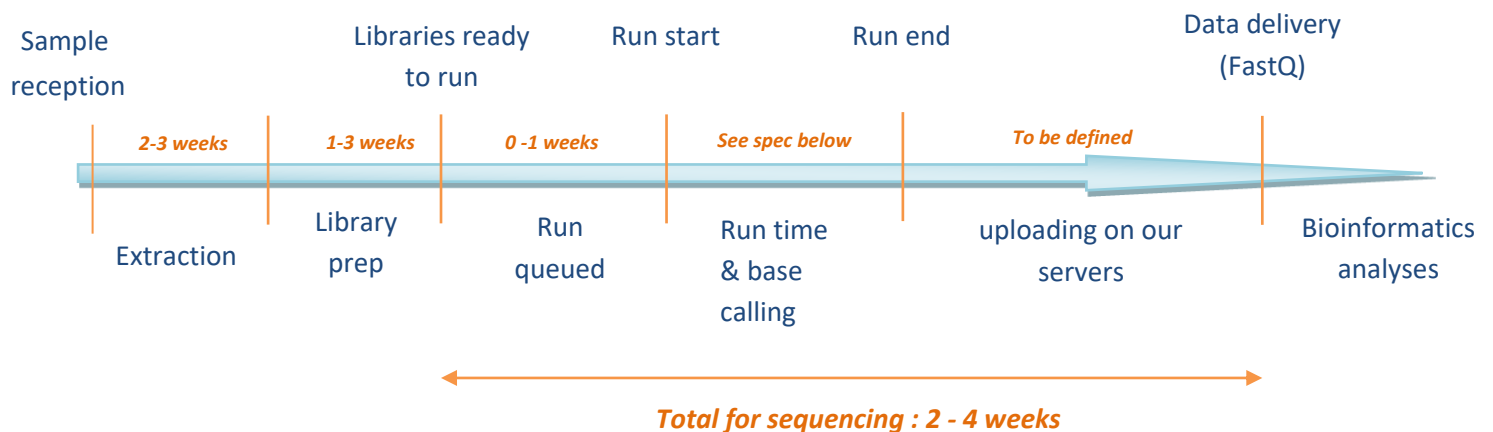 Sample
reception
Libraries ready
to run
Run start
Run end
Data delivery
(FastQ)
2-3 weeks
1-3 weeks
0 -1 weeks
See spec below
To be defined
Extraction
Library
prep
Run
queued
Run time
& base
calling
uploading on our
servers
Bioinformatics
analyses
Total for sequencing : 2 - 4 weeks